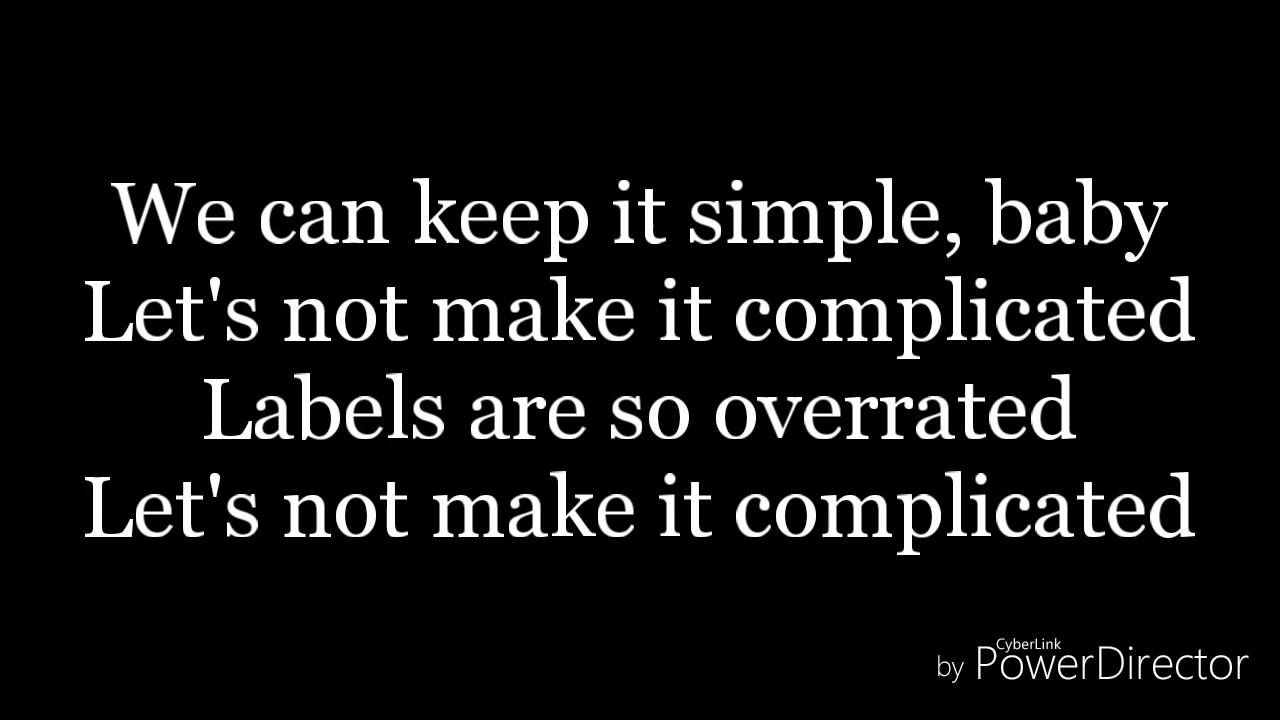 We can keep it simple, baby
Let's not make it complicated
Labels are so overrated
Let's not make it complicated
by CyberLink PowerDirector